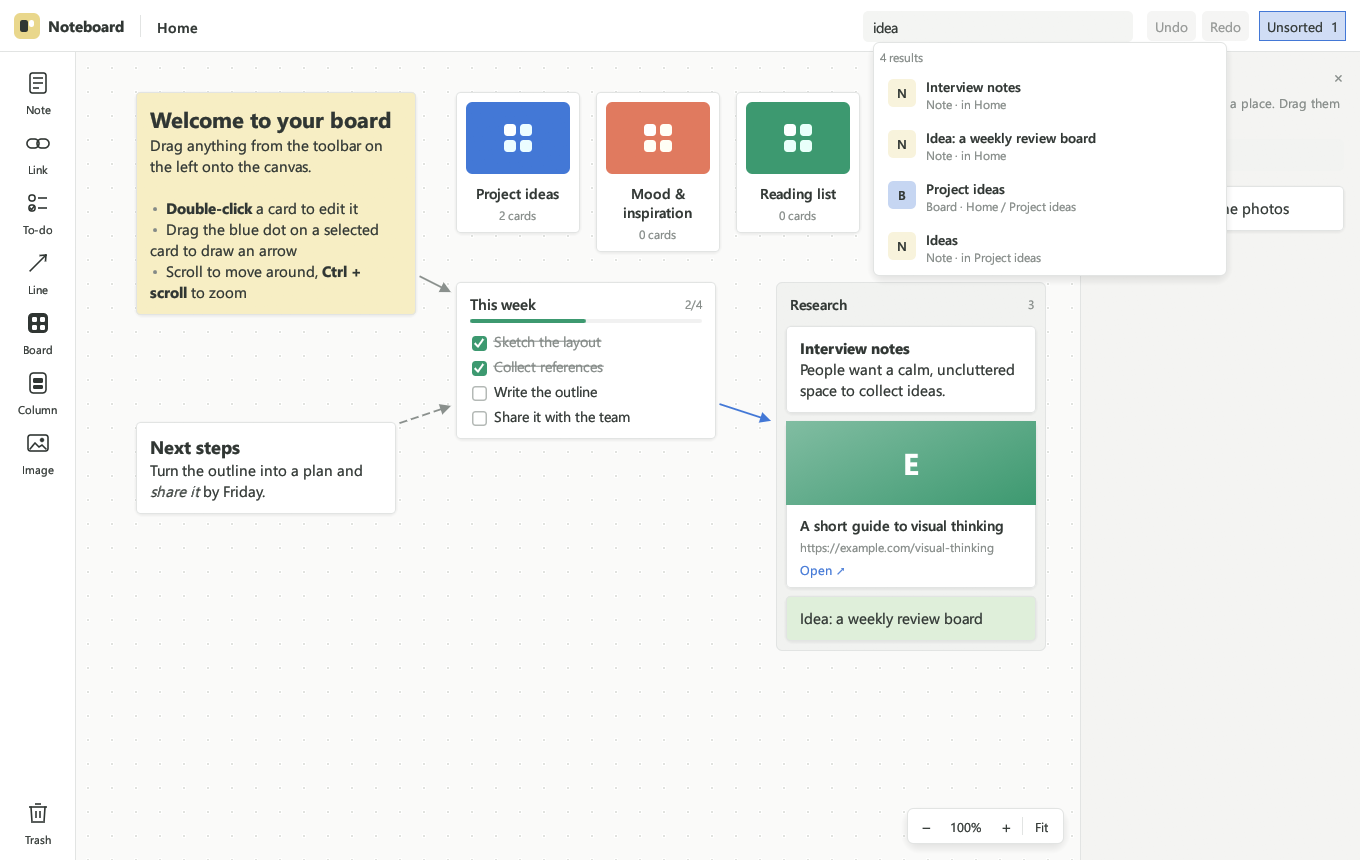 Noteboard
Home
idea
Undo
Redo
Unsorted 1
4 results
N
Interview notes
Note · in Home
N
Idea: a weekly review board
Note · in Home
B
Project ideas
Board · Home / Project ideas
N
Ideas
Note · in Project ideas
×
a place. Drag them
photos
Note
Link
To-do
Line
Board
Column
Image
Trash
Welcome to your board
Drag anything from the toolbar on
the left onto the canvas.
• Double-click a card to edit it
• Drag the blue dot on a selected
card to draw an arrow
• Scroll to move around, Ctrl +
scroll to zoom
Project ideas
2 cards
Mood &
inspiration
0 cards
Reading list
0 cards
This week 2/4
Sketch the layout
Collect references
Write the outline
Share it with the team
Next steps
Turn the outline into a plan and
share it by Friday.
Research 3
Interview notes
People want a calm, uncluttered
space to collect ideas.
E
A short guide to visual thinking
https://example.com/visual-thinking
Open ↗
Idea: a weekly review board
− 100% + Fit